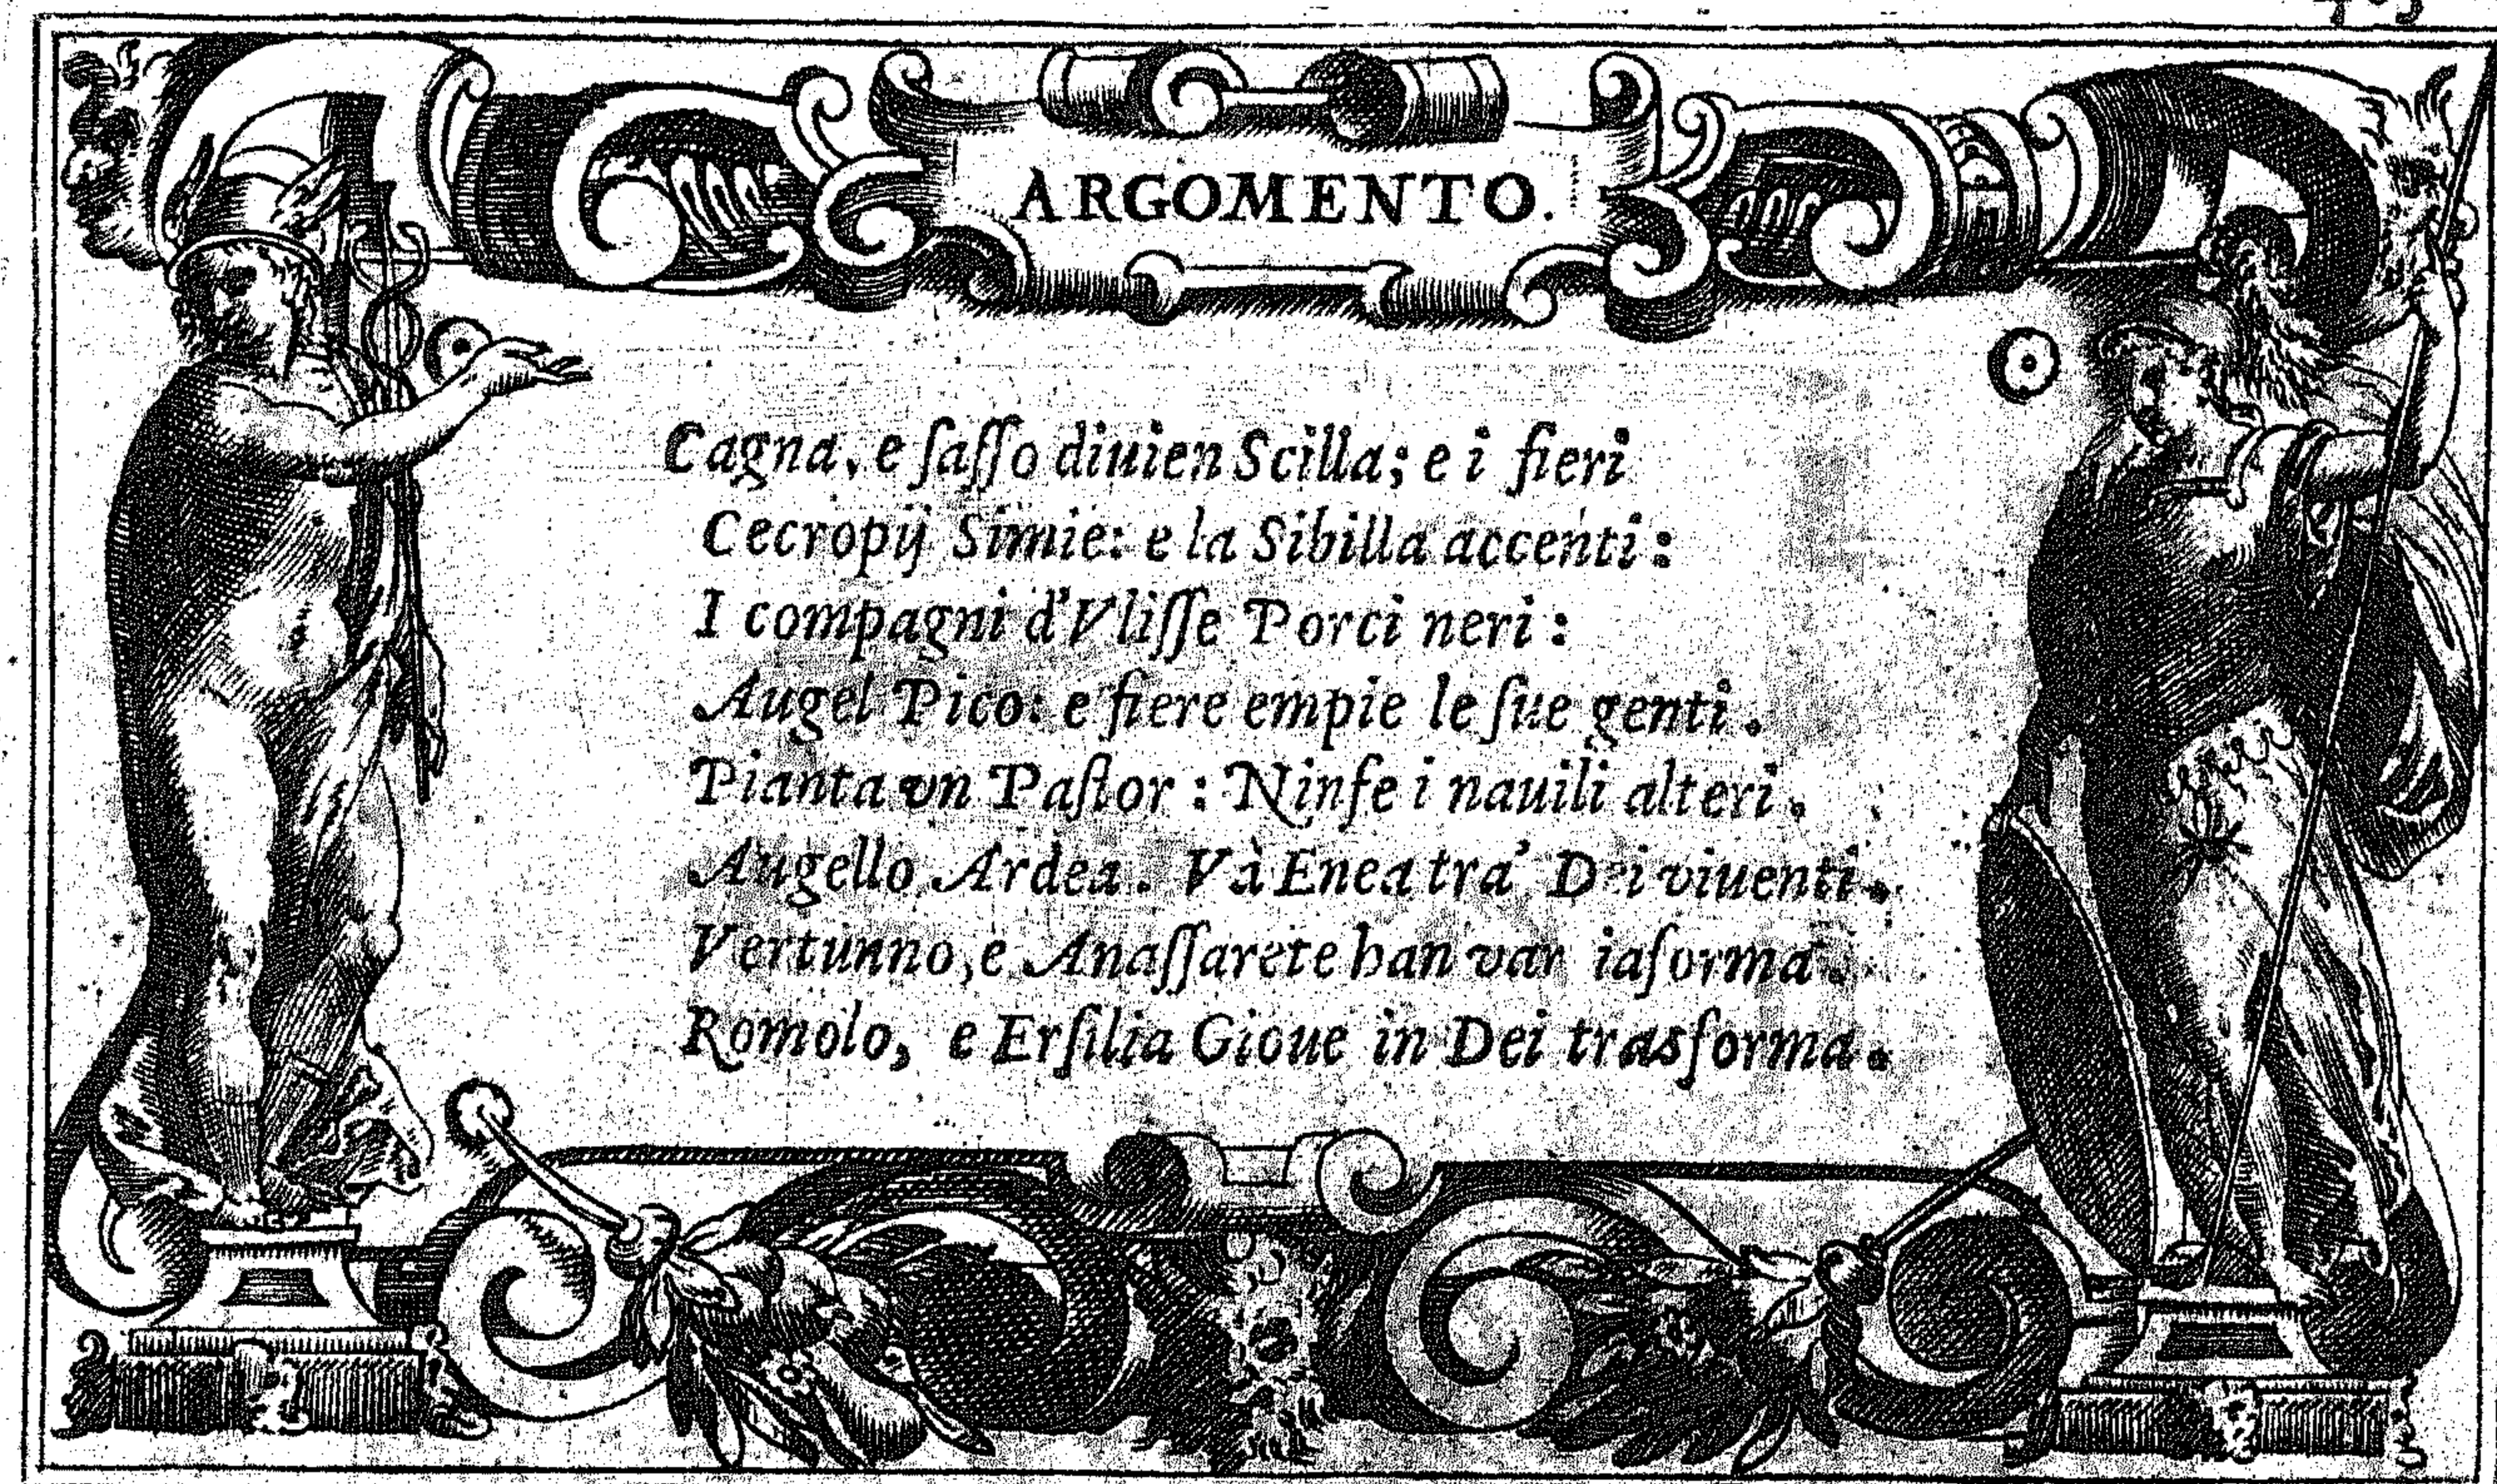 ARGOMENTO.
Cagna, e ſaſſo diuien Scilla; e i fieri
Cecropij Simie: e la Sibilla accenti:
I compagni d'Vliſſe Porci neri:
Augel Pico: e fiere empie le ſue genti.
Pianta vn Paſtor: Ninfe i nauili alteri.
Augello Ardea. Và Enea trà Dei viuenti.
Vertunno, e Anaſſarete han var iaforma.
Romolo, e Erſilia Gioue in Dei trasforma.